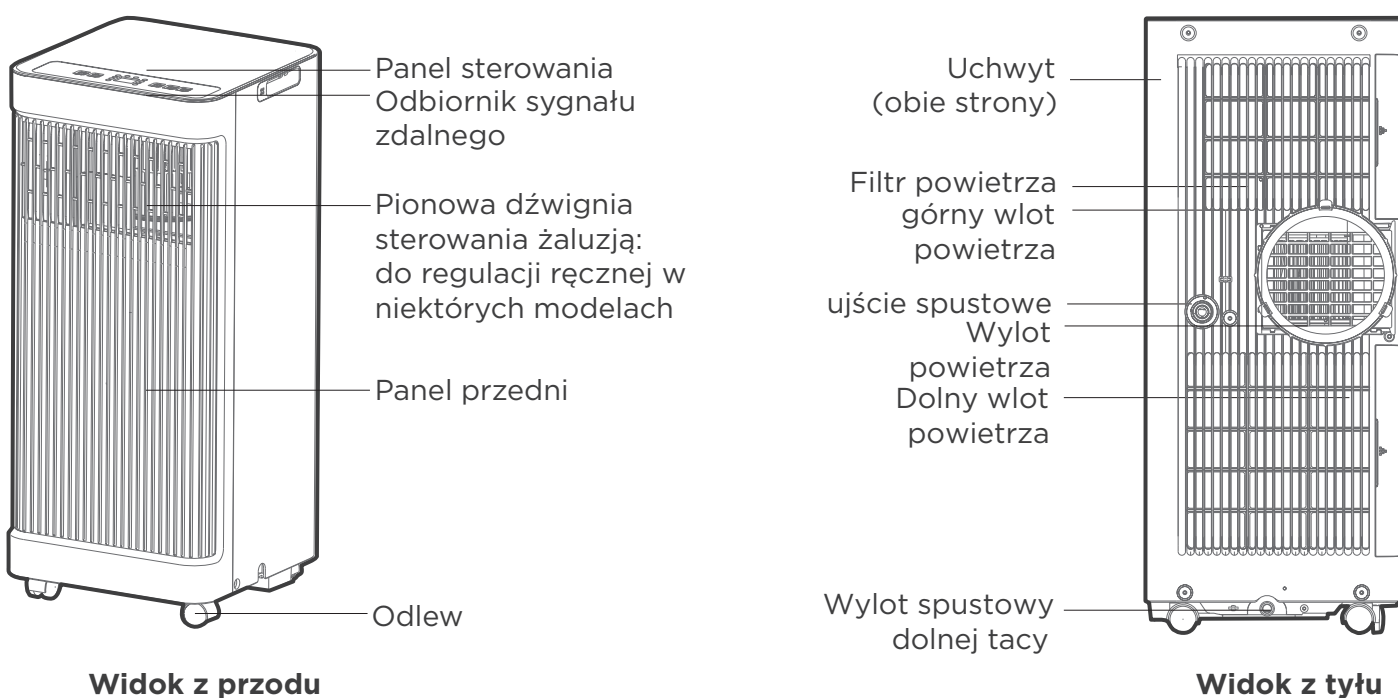 Panel sterowania
Odbiornik sygnału
zdalnego
Pionowa dźwignia
sterowania żaluzją:
do regulacji ręcznej w
niektórych modelach
Panel przedni
Odlew
Widok z przodu
Uchwyt
(obie strony)
Filtr powietrza
górny wlot
powietrza
ujście spustowe
Wylot
powietrza
Dolny wlot
powietrza
Wylot spustowy
dolnej tacy
Widok z tyłu